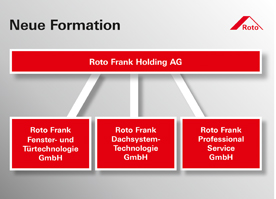 Neue Formation
Roto
Roto Frank Holding AG
Roto Frank
Fenster- und
Türtechnologie
GmbH
Roto Frank
Dachsystem-
Technologie
GmbH
Roto Frank
Professional
Service
GmbH